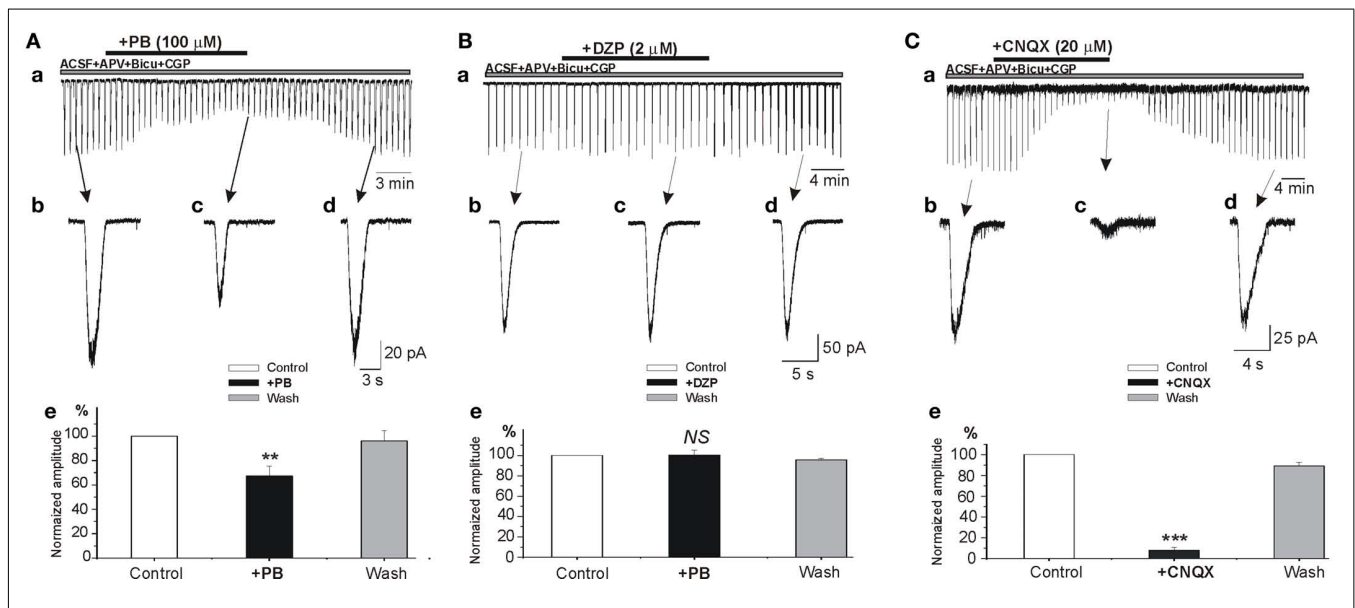 A
+PB (100 μM)
a
ACSF+APV+Bicu+CGP
3 min
b
c
d
20 pA
3 s
Control
+PB
Wash
e
%
Normaized amplitude
100
80
60
40
20
0
**
Control
+PB
Wash
B
+DZP (2 μM)
a
ACSF+APV+Bicu+CGP
4 min
b
c
d
50 pA
5 s
Control
+DZP
Wash
e
%
Normaized amplitude
100
80
60
40
20
0
NS
Control
+PB
Wash
C
+CNQX (20 μM)
a
ACSF+APV+Bicu+CGP
4 min
b
c
d
25 pA
4 s
Control
+CNQX
Wash
e
%
Normaized amplitude
100
80
60
40
20
0
***
Control
+CNQX
Wash